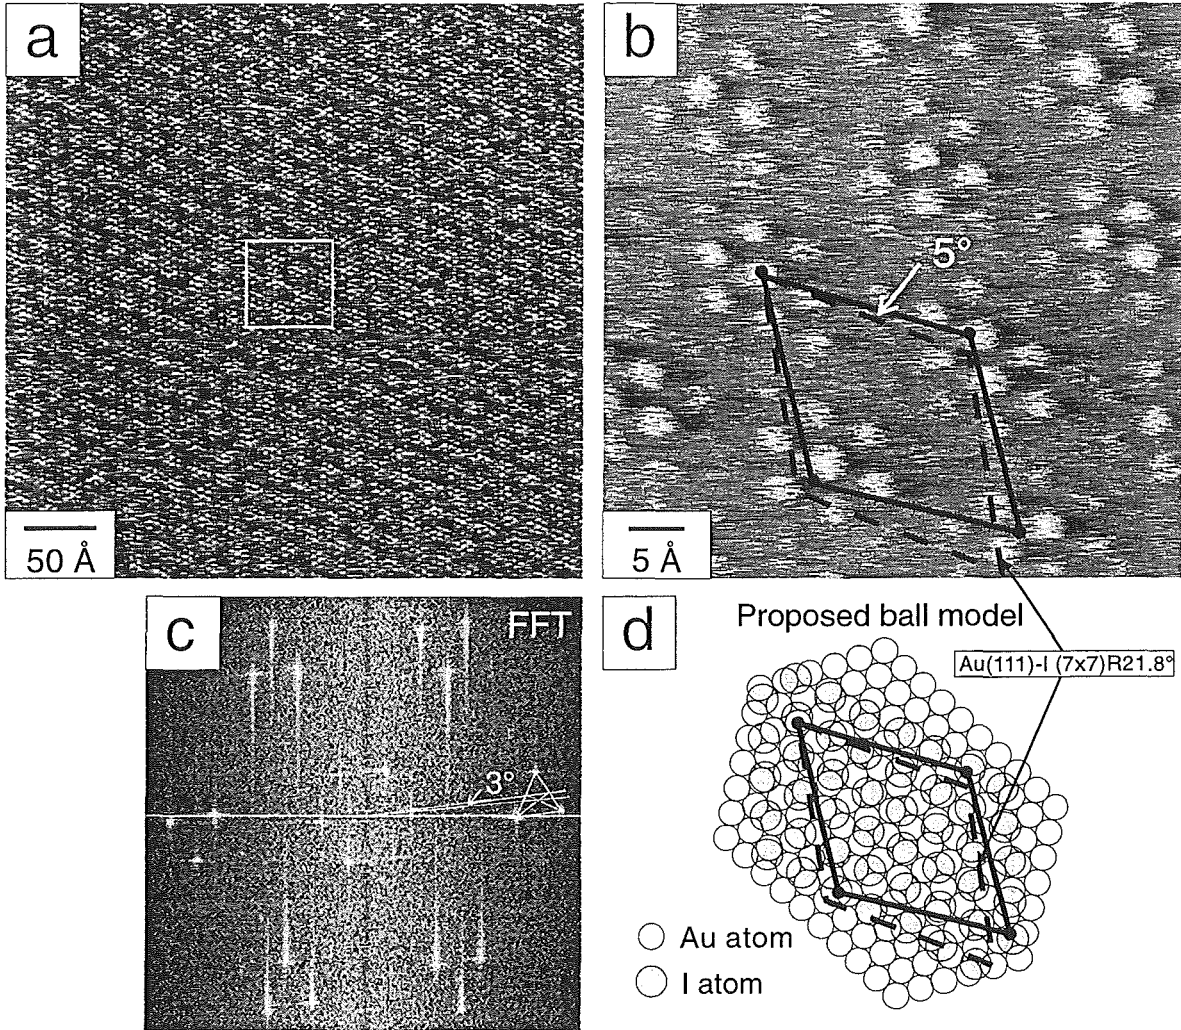 a
b
5°
50 Å
5 Å
c
FFT
3°
d
Proposed ball model
Au(111)-I (7x7)R21.8°
Au atom
I atom